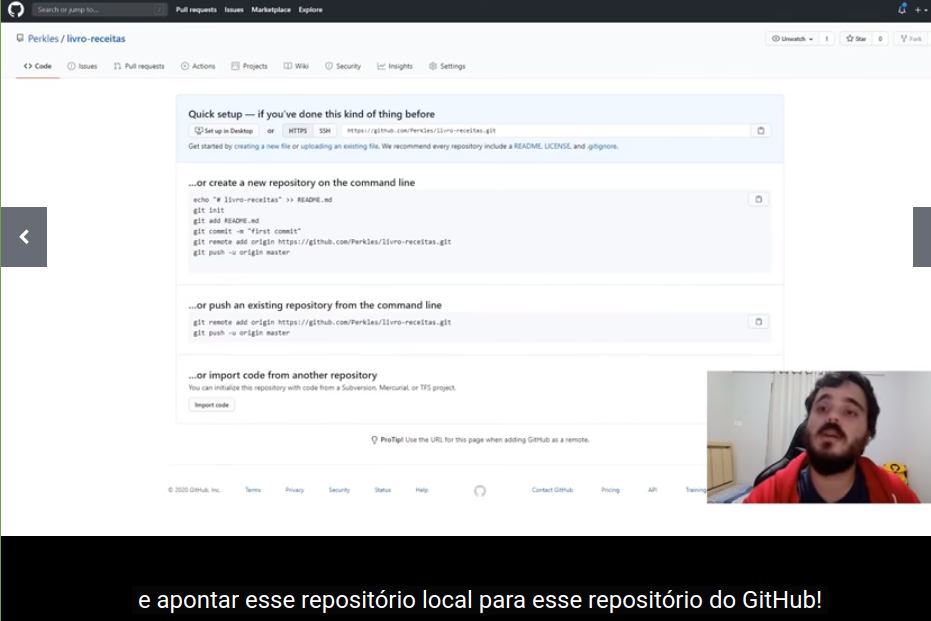 Search or jump to... /
Pull requests Issues Marketplace Explore
Perkles / livro-receitas
Unwatch 1 Star 0 Fork
Code Issues Pull requests Actions Projects Wiki Security Insights Settings
Quick setup — if you've done this kind of thing before
Set up in Desktop or HTTPS SSH https://github.com/Perkles/livro-receitas.git
Get started by creating a new file or uploading an existing file. We recommend every repository include a README, LICENSE, and .gitignore.
...or create a new repository on the command line
echo "# livro-receitas" >> README.md
git init
git add README.md
git commit -m "first commit"
git remote add origin https://github.com/Perkles/livro-receitas.git
git push -u origin master
...or push an existing repository from the command line
git remote add origin https://github.com/Perkles/livro-receitas.git
git push -u origin master
...or import code from another repository
You can initialize this repository with code from a Subversion, Mercurial, or TFS project.
Import code
ProTip! Use the URL for this page when adding GitHub as a remote.
© 2020 GitHub, Inc. Terms Privacy Security Status Help Contact GitHub Pricing API Training
e apontar esse repositório local para esse repositório do GitHub!